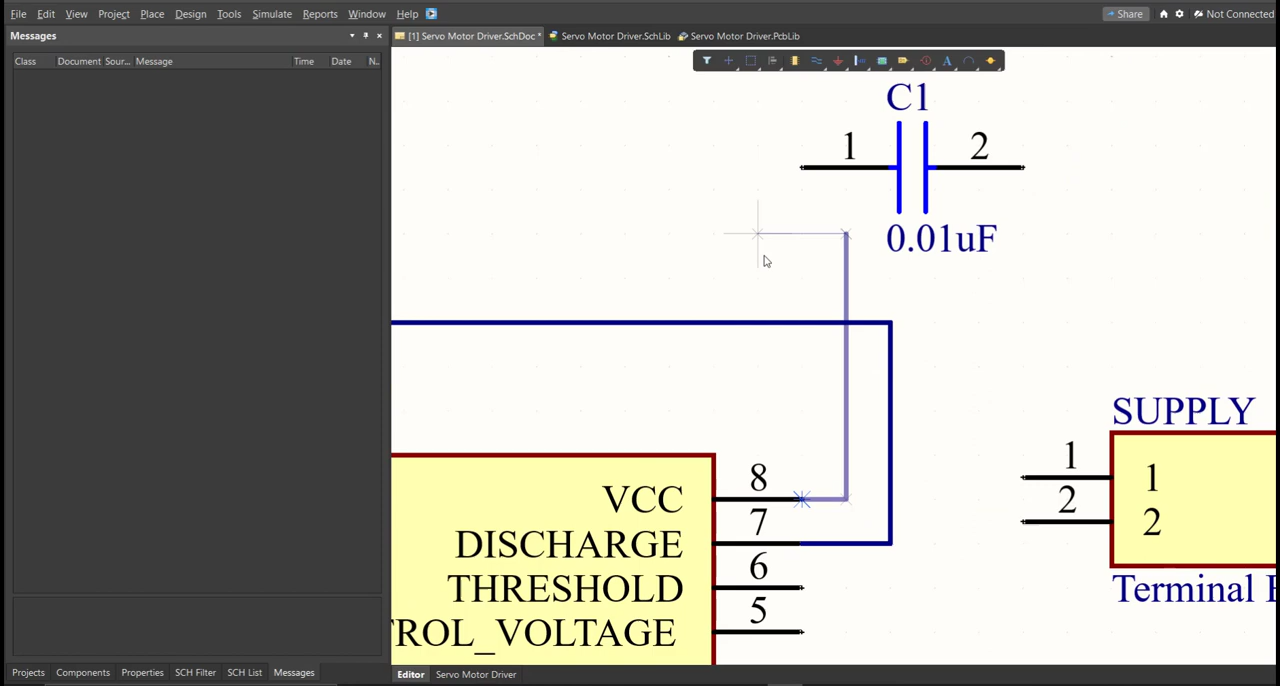 File Edit View Project Place Design Tools Simulate Reports Window Help Share Not Connected
Messages [1] Servo Motor Driver.SchDoc * Servo Motor Driver.SchLib Servo Motor Driver.PcbLib
Class Document Sour... Message Time Date N..
C1
1 2
0.01uF
SUPPLY
1 1
2 2
Terminal
VCC 8
DISCHARGE 7
THRESHOLD 6
TROL_VOLTAGE 5
Projects Components Properties SCH Filter SCH List Messages Editor Servo Motor Driver